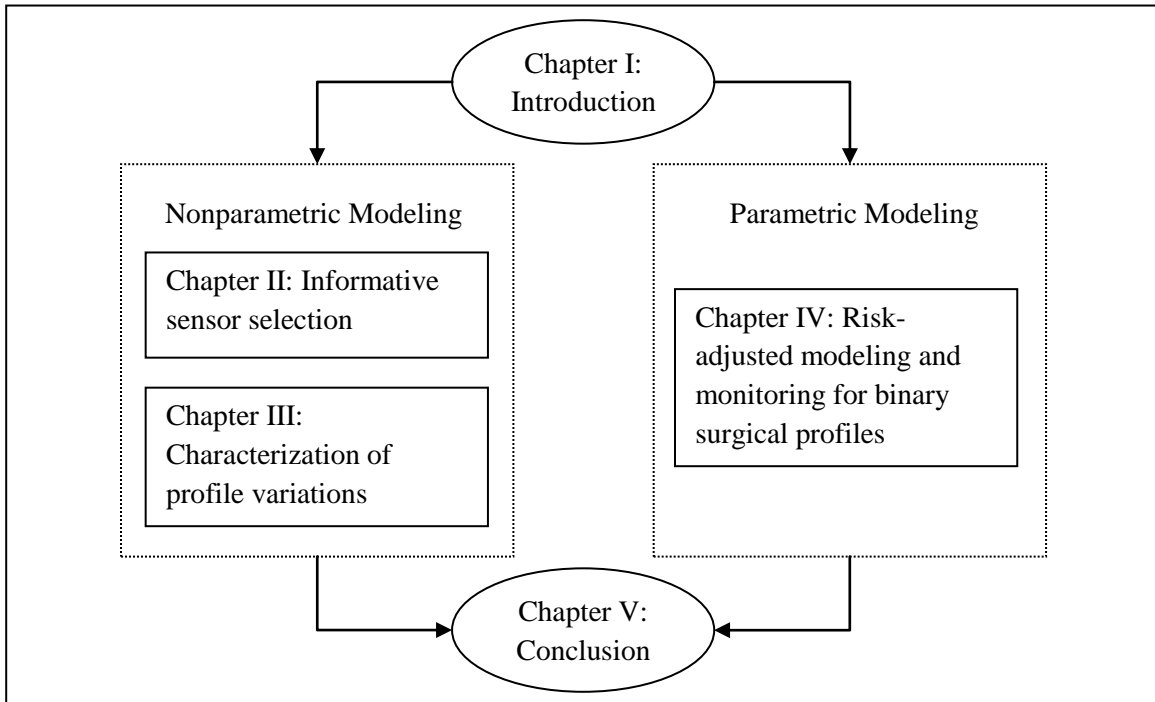 Chapter I:
Introduction
Nonparametric Modeling
Chapter II: Informative
sensor selection
Chapter III:
Characterization of
profile variations
Parametric Modeling
Chapter IV: Risk-
adjusted modeling and
monitoring for binary
surgical profiles
Chapter V:
Conclusion